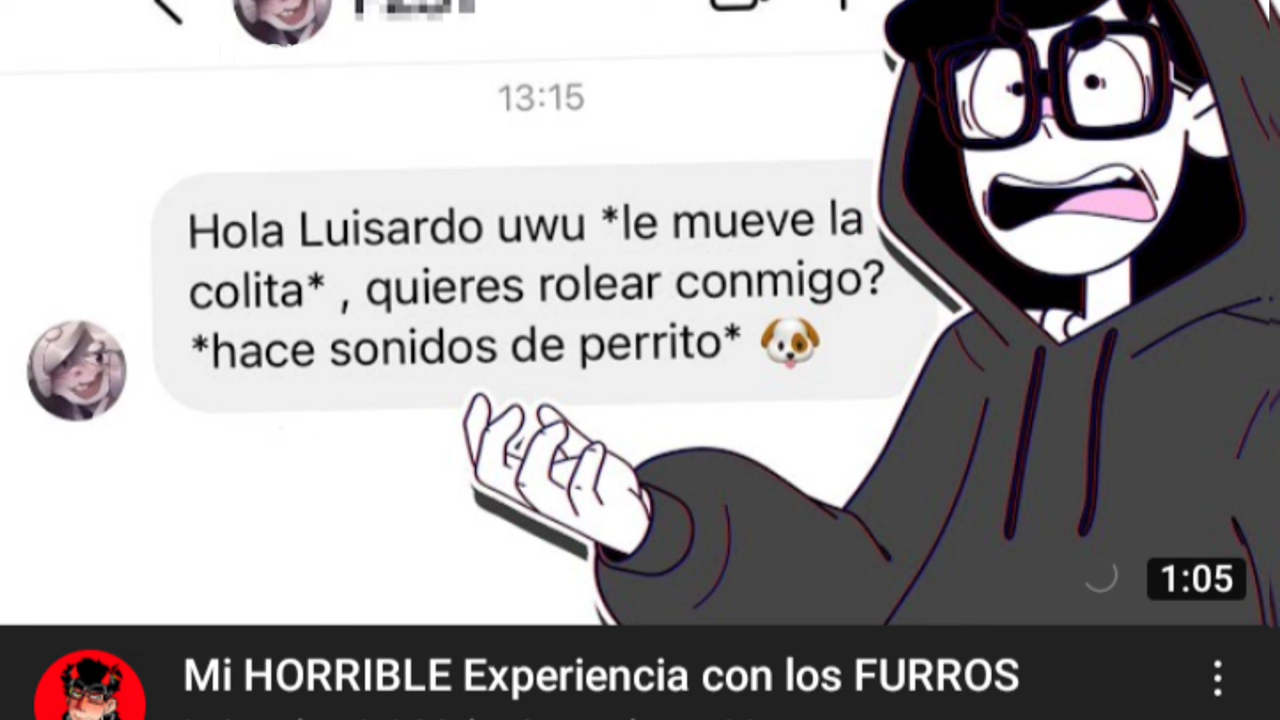 13:15
Hola Luisardo uwu *le mueve la
colita* , quieres rolear conmigo?
*hace sonidos de perrito*
1:05
Mi HORRIBLE Experiencia con los FURROS